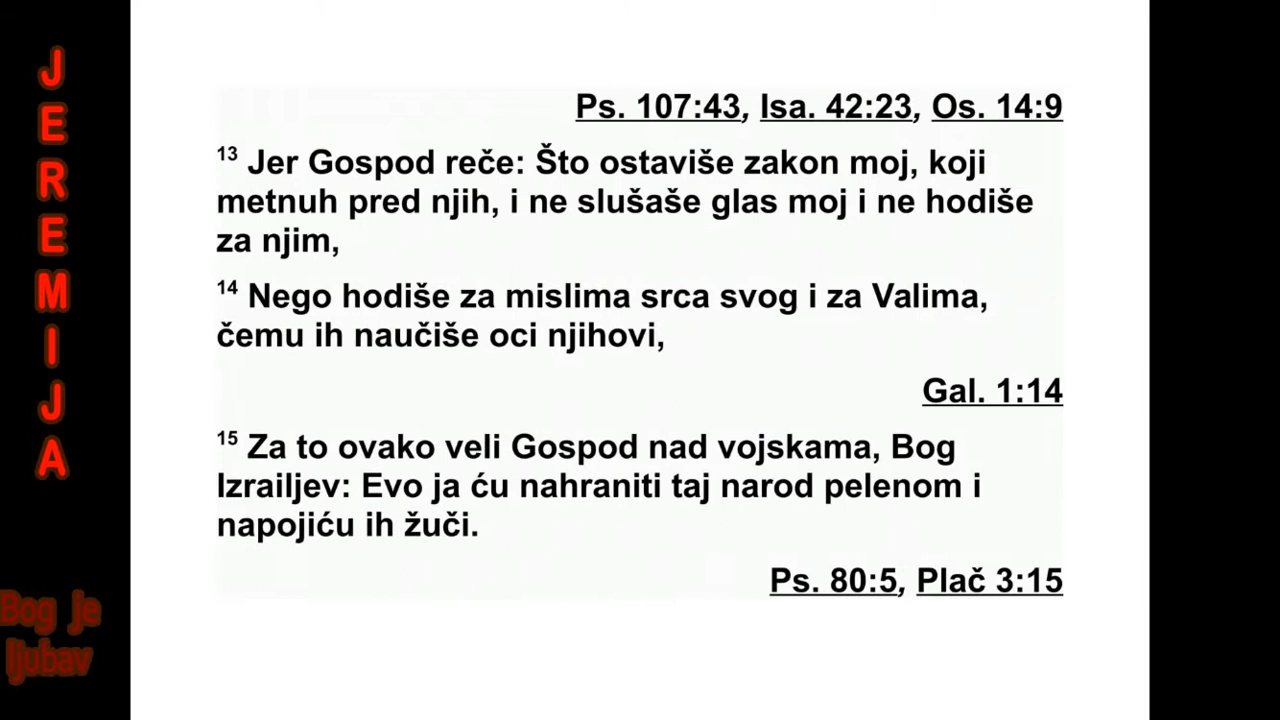 JEREMIJA
Bog je
ljubav
Ps. 107:43, Isa. 42:23, Os. 14:9
13 Jer Gospod reče: Što ostaviše zakon moj, koji
metnuh pred njih, i ne slušaše glas moj i ne hodiše
za njim,
14 Nego hodiše za mislima srca svog i za Valima,
čemu ih naučiše oci njihovi,
Gal. 1:14
15 Za to ovako veli Gospod nad vojskama, Bog
Izrailjev: Evo ja ću nahraniti taj narod pelenom i
napojiću ih žuči.
Ps. 80:5, Plač 3:15